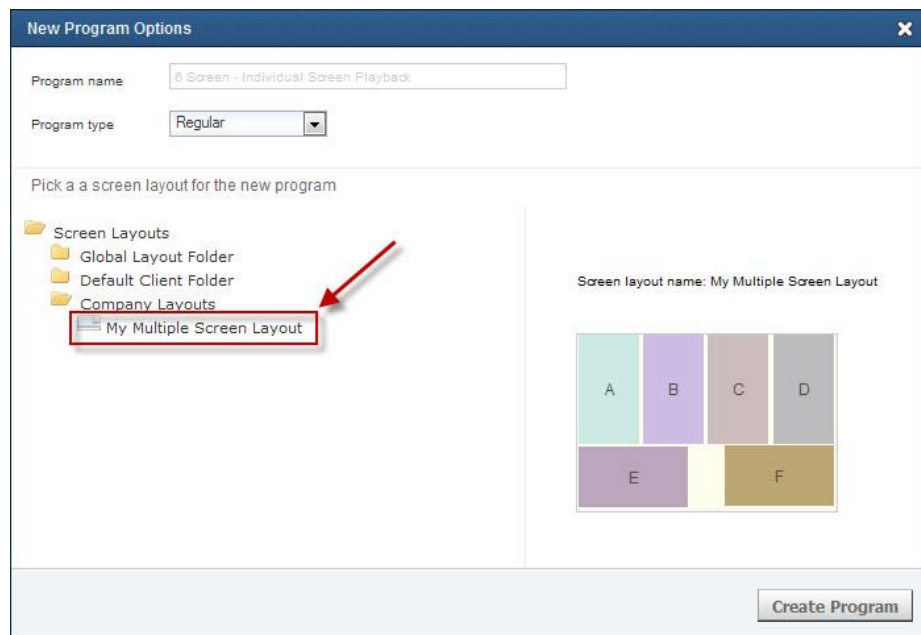 New Program Options
Program name
6 Screen - Individual Screen Playback
Program type
Regular
Pick a a screen layout for the new program
Screen Layouts
Global Layout Folder
Default Client Folder
Company Layouts
My Multiple Screen Layout
Screen layout name: My Multiple Screen Layout
A B C D
E F
Create Program